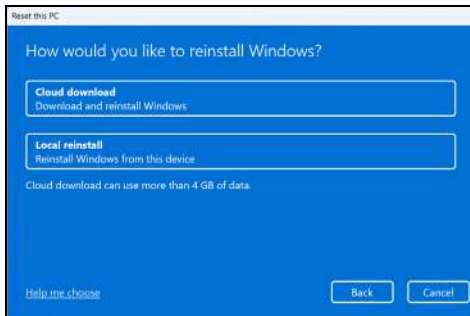 Reset this PC
How would you like to reinstall Windows?
Cloud download
Download and reinstall Windows
Local reinstall
Reinstall Windows from this device
Cloud download can use more than 4 GB of data.
Help me choose
Back
Cancel